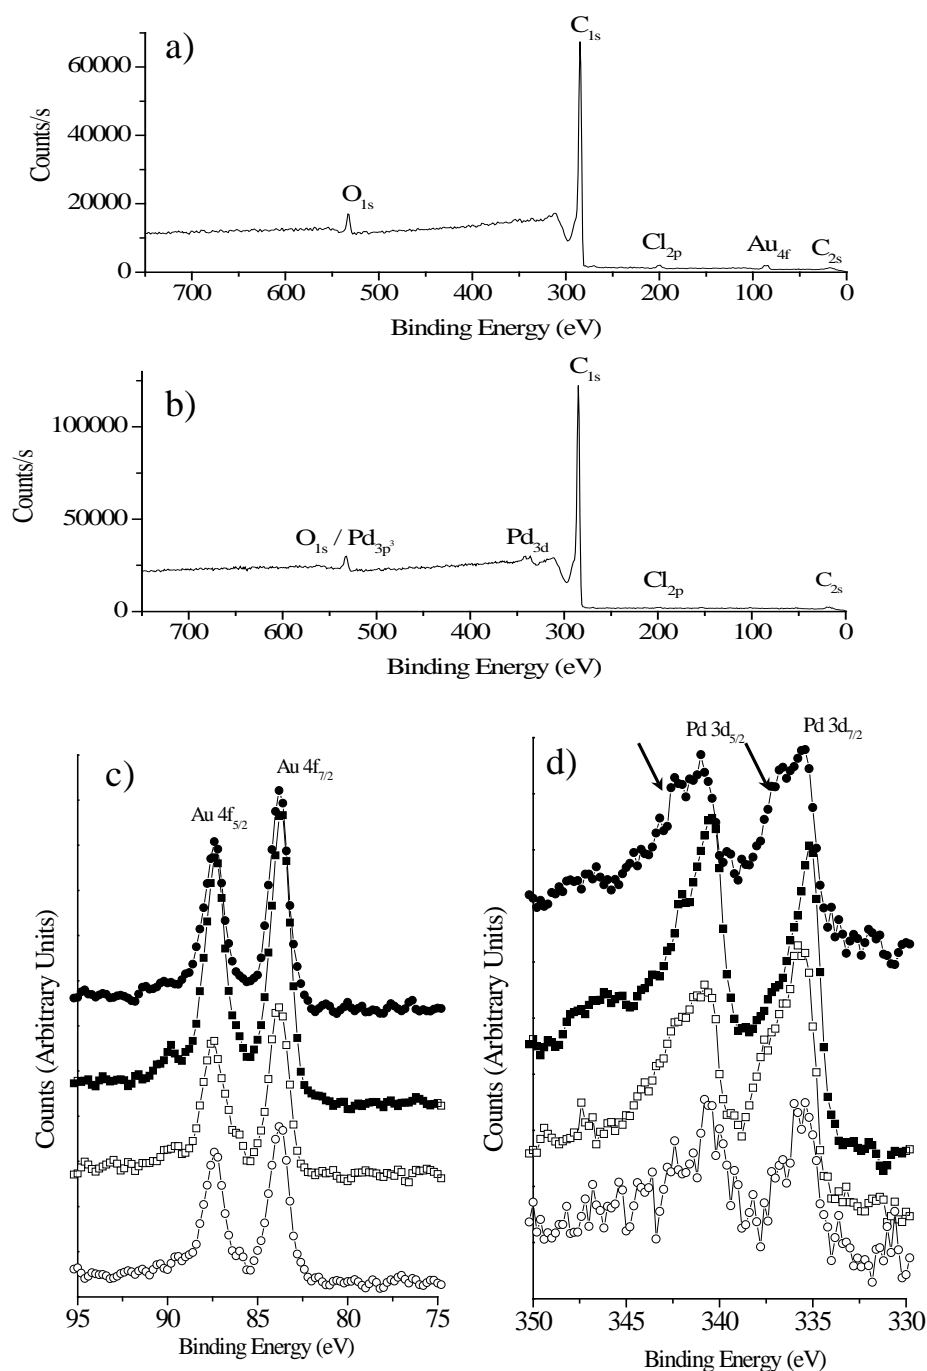 a)
C1s
60000
40000
20000
0
Counts/s
O1s
Cl2p
Au4f
C2s
700 600 500 400 300 200 100 0
Binding Energy (eV)
b)
C1s
100000
50000
0
Counts/s
O1s / Pd3p³
Pd3d
Cl2p
C2s
700 600 500 400 300 200 100 0
Binding Energy (eV)
c)
Au 4f5/2
Au 4f7/2
Counts (Arbitrary Units)
95 90 85 80 75
Binding Energy (eV)
d)
Pd 3d5/2
Pd 3d7/2
Counts (Arbitrary Units)
350 345 340 335 330
Binding Energy (eV)